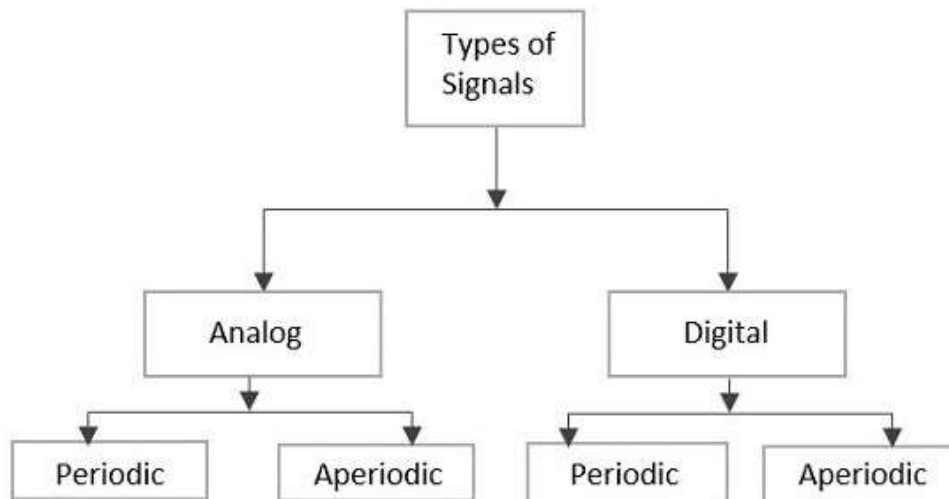 Types of
Signals
Analog
Digital
Periodic
Aperiodic
Periodic
Aperiodic